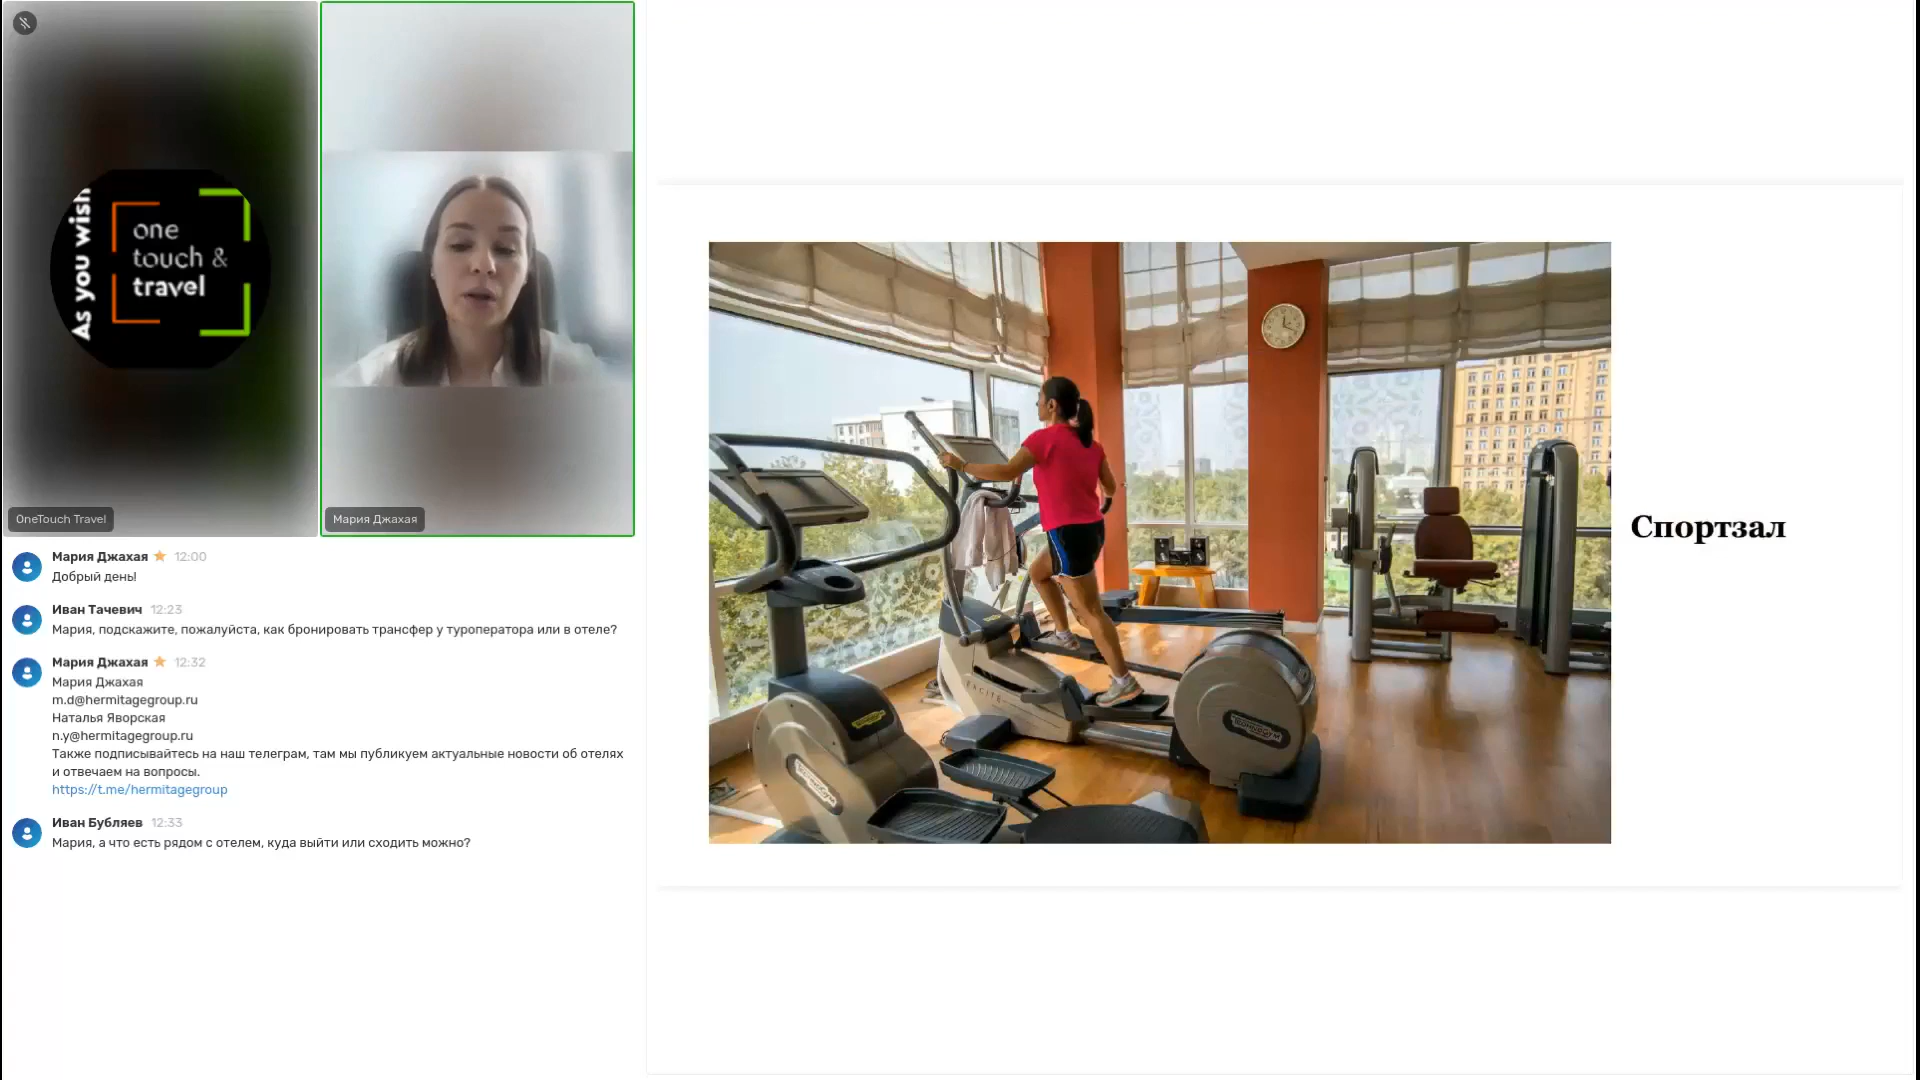 As you wish
one
touch &
travel
OneTouch Travel
Мария Джахая
Мария Джахая 12:00
Добрый день!
Иван Тачевич 12:23
Мария, подскажите, пожалуйста, как бронировать трансфер у туроператора или в отеле?
Мария Джахая 12:32
Мария Джахая
m.d@hermitagegroup.ru
Наталья Яворская
n.y@hermitagegroup.ru
Также подписывайтесь на наш телеграм, там мы публикуем актуальные новости об отелях
и отвечаем на вопросы.
https://t.me/hermitagegroup
Иван Бубляев 12:33
Мария, а что есть рядом с отелем, куда выйти или сходить можно?
EXCITE
TECHNOGYM
Спортзал